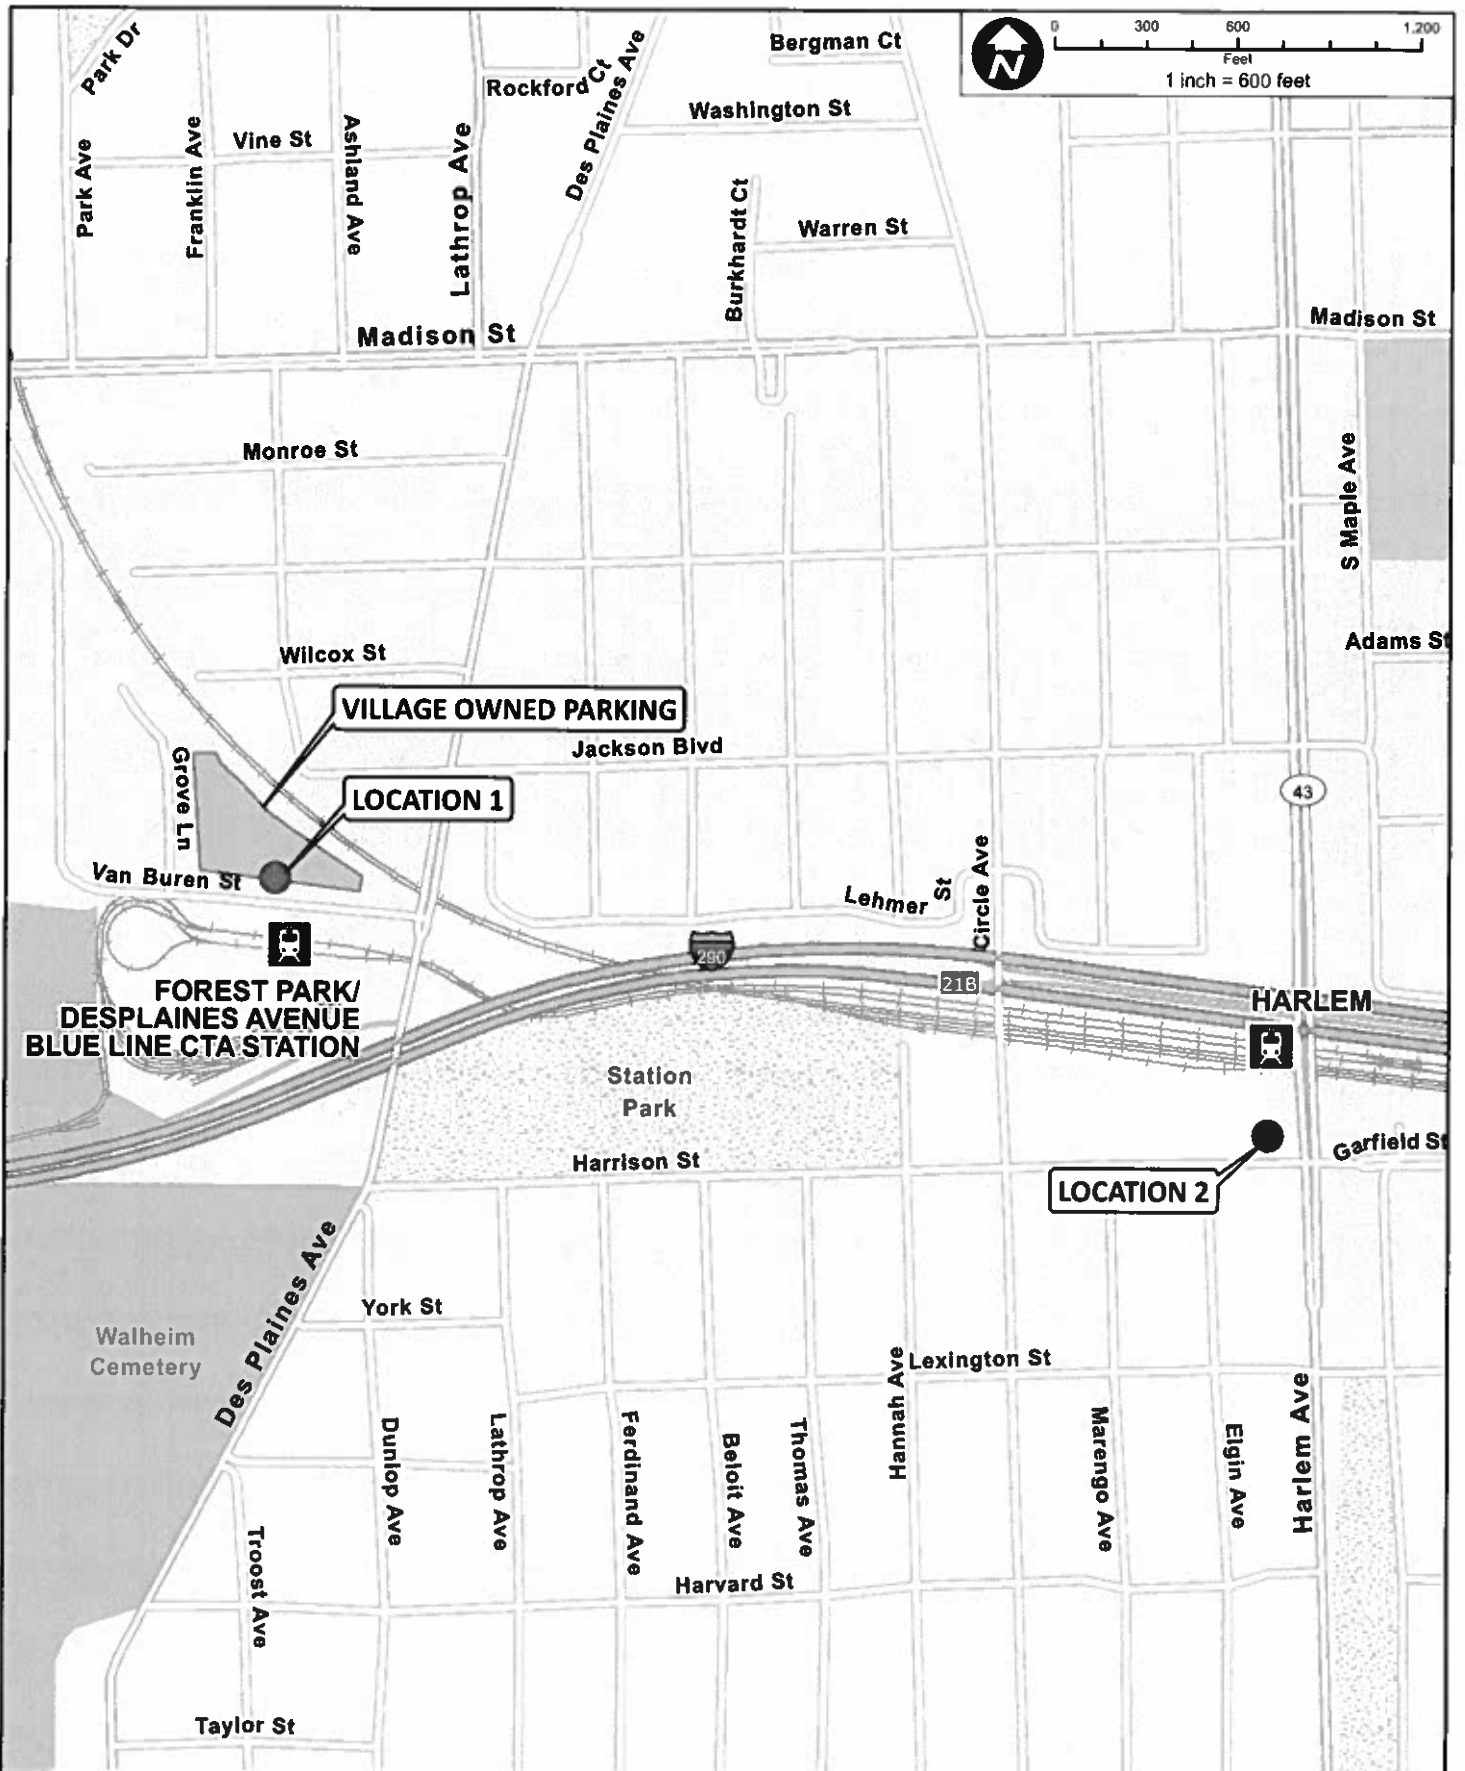 0 300 600 1,200
Feet
1 inch = 600 feet
N
Park Dr
Bergman Ct
Rockford Ct
Des Plaines Ave
Washington St
Park Ave
Franklin Ave
Vine St
Ashland Ave
Lathrop Ave
Burkhardt Ct
Warren St
Madison St
Madison St
Monroe St
S Maple Ave
Adams St
Wilcox St
VILLAGE OWNED PARKING
Jackson Blvd
Grove Ln
LOCATION 1
43
Van Buren St
Lehmer St
Circle Ave
290
21B
FOREST PARK/
DESPLAINES AVENUE
BLUE LINE CTA STATION
HARLEM
Station
Park
Harrison St
Garfield St
LOCATION 2
Des Plaines Ave
York St
Walheim
Cemetery
Lexington St
Hannah Ave
Dunlop Ave
Lathrop Ave
Ferdinand Ave
Beloit Ave
Thomas Ave
Marengo Ave
Elgin Ave
Harlem Ave
Troost Ave
Harvard St
Taylor St